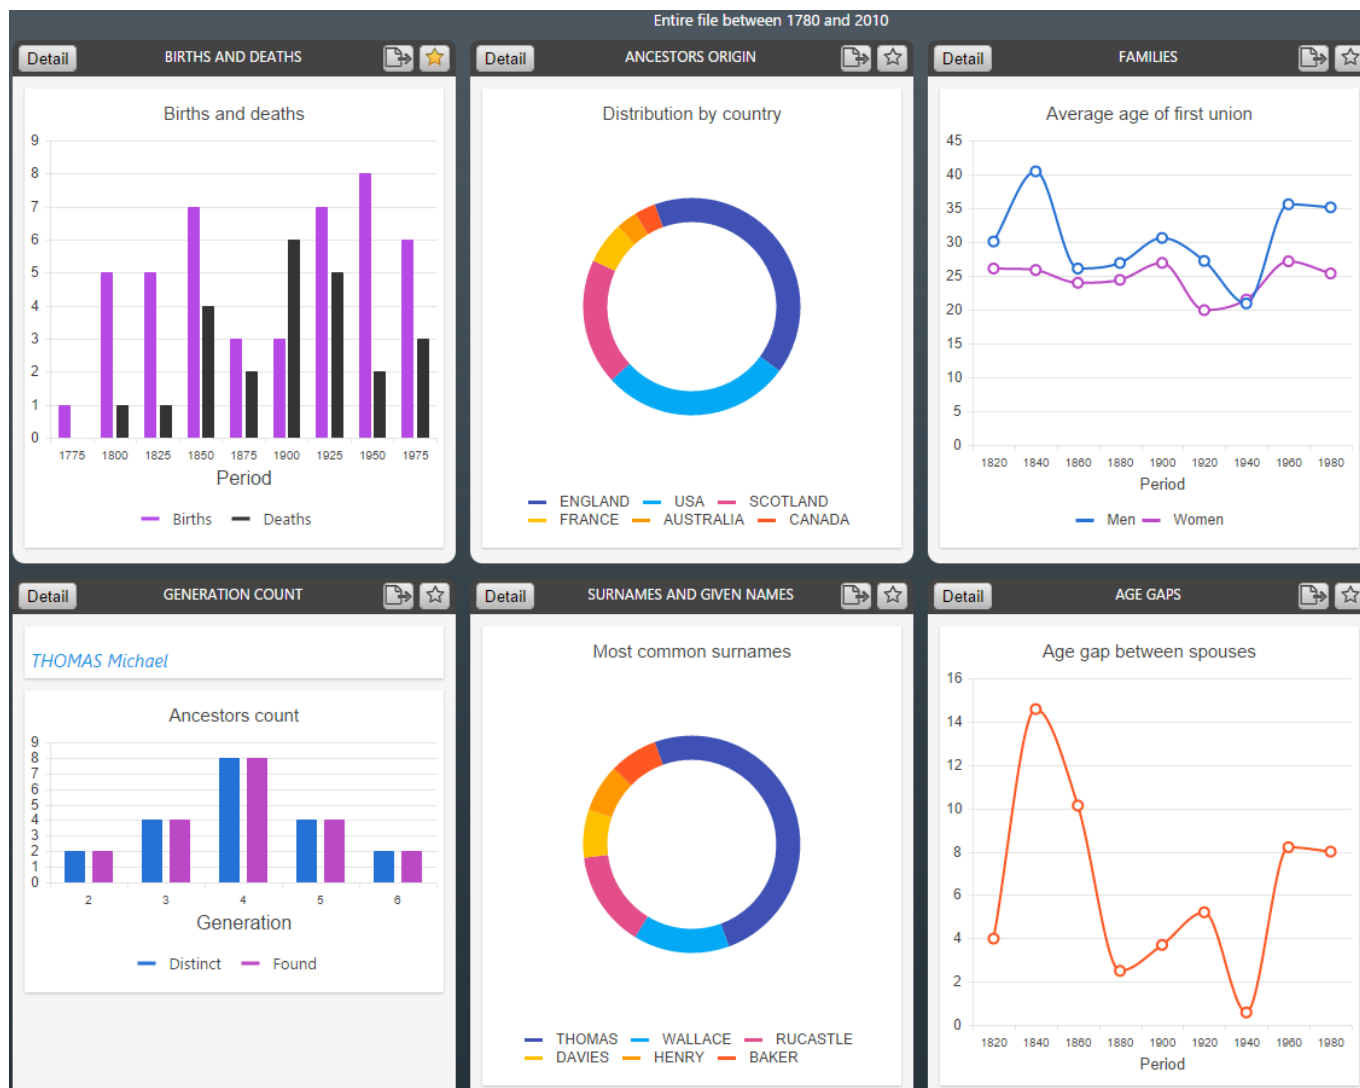 Entire file between 1780 and 2010
Detail BIRTHS AND DEATHS
Births and deaths
9
8
7
6
5
4
3
2
1
0
1775 1800 1825 1850 1875 1900 1925 1950 1975
Period
Births Deaths
Detail ANCESTORS ORIGIN
Distribution by country
ENGLAND USA SCOTLAND
FRANCE AUSTRALIA CANADA
Detail FAMILIES
Average age of first union
45
40
35
30
25
20
15
10
5
0
1820 1840 1860 1880 1900 1920 1940 1960 1980
Period
Men Women
Detail GENERATION COUNT
THOMAS Michael
Ancestors count
9
8
7
6
5
4
3
2
1
0
2 3 4 5 6
Generation
Distinct Found
Detail SURNAMES AND GIVEN NAMES
Most common surnames
THOMAS WALLACE RUCASTLE
DAVIES HENRY BAKER
Detail AGE GAPS
Age gap between spouses
16
14
12
10
8
6
4
2
0
1820 1840 1860 1880 1900 1920 1940 1960 1980
Period